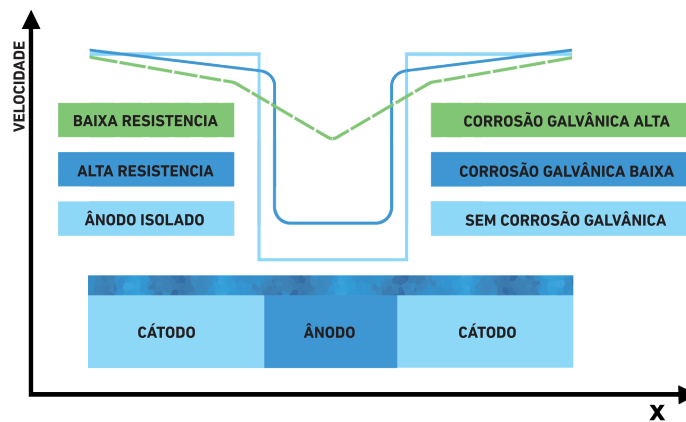 VELOCIDADE
BAIXA RESISTENCIA
CORROSÃO GALVÂNICA ALTA
ALTA RESISTENCIA
CORROSÃO GALVÂNICA BAIXA
ÂNODO ISOLADO
SEM CORROSÃO GALVÂNICA
CÁTODO
ÂNODO
CÁTODO
X